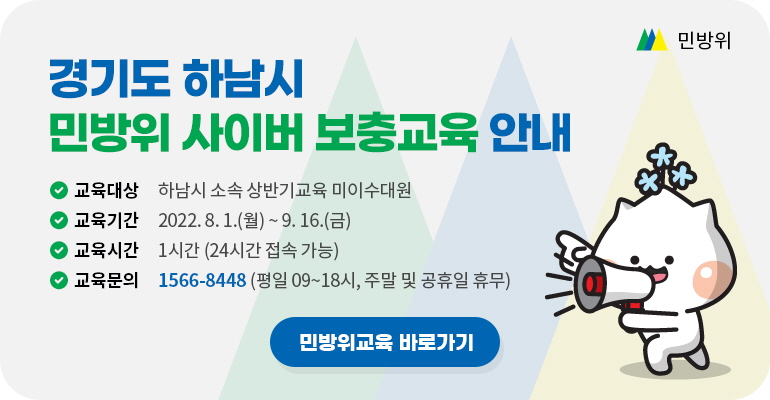 민방위
경기도 하남시
민방위 사이버 보충교육 안내
교육대상 하남시 소속 상반기교육 미이수대원
교육기간 2022. 8. 1.(월) ~ 9. 16.(금)
교육시간 1시간 (24시간 접속 가능)
교육문의 1566-8448 (평일 09~18시, 주말 및 공휴일 휴무)
민방위교육 바로가기